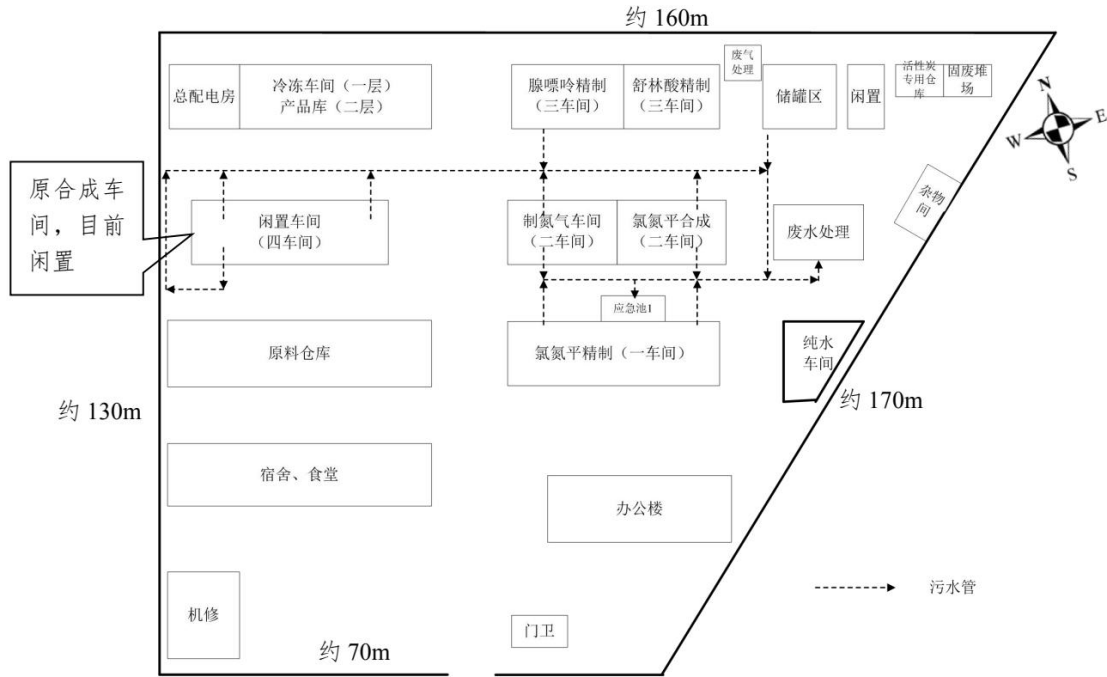 约 160m
废气
处理
总配电房
冷冻车间（一层）
产品库（二层）
腺嘌呤精制
（三车间）
舒林酸精制
（三车间）
储罐区
闲置
活性炭
专用仓
库
固废堆
场
N
W
E
S
原合成车
间，目前
闲置
闲置车间
（四车间）
制氮气车间
（二车间）
氯氮平合成
（二车间）
废水处理
杂物
间
应急池1
原料仓库
氯氮平精制（一车间）
纯水
车间
约 130m
约 170m
宿舍、食堂
办公楼
机修
门卫
污水管
约 70m